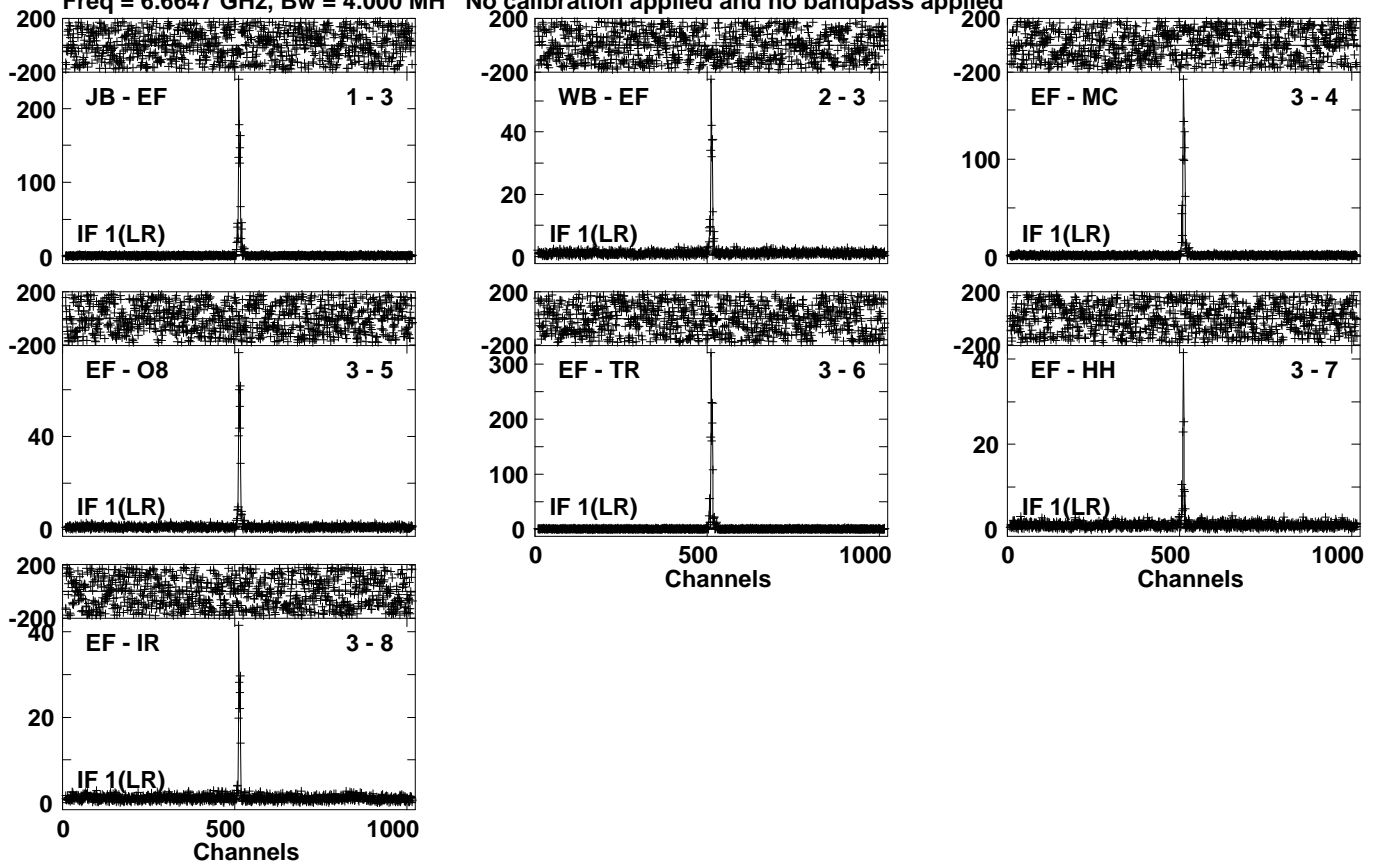 Freq = 6.6647 GHz, Bw = 4.000 MH No calibration applied and no bandpass applied
200 200 200
-200 -200 -200
JB - EF 1 - 3 WB - EF 2 - 3 EF - MC 3 - 4
200 40 100
100 20
IF 1(LR) IF 1(LR) IF 1(LR)
0 0 0
200 200 200
-200 -200 -200
EF - O8 3 - 5 EF - TR 3 - 6 EF - HH 3 - 7
40 300 40
200 20
100
IF 1(LR) IF 1(LR) IF 1(LR)
0 0 0
0 500 1000 0 500 1000
Channels Channels
200
-200
40
EF - IR 3 - 8
20
IF 1(LR)
0
0 500 1000
Channels